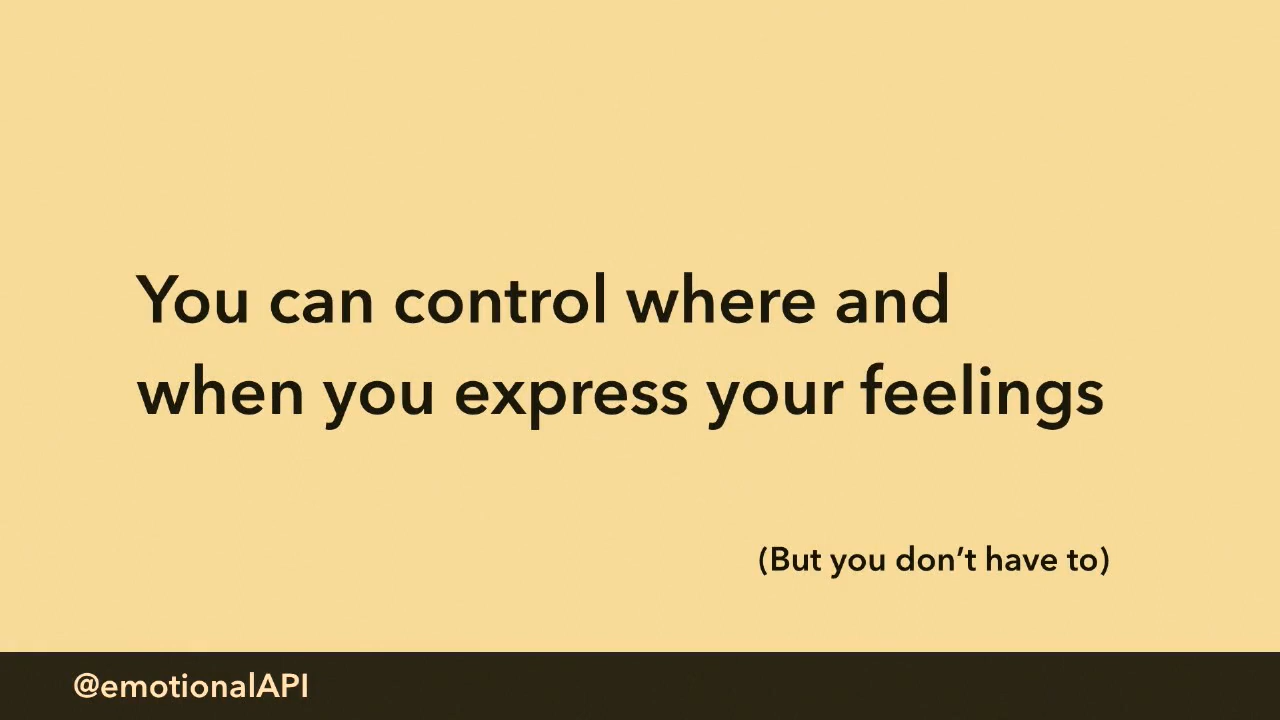 You can control where and
when you express your feelings
(But you don’t have to)
@emotionalAPI